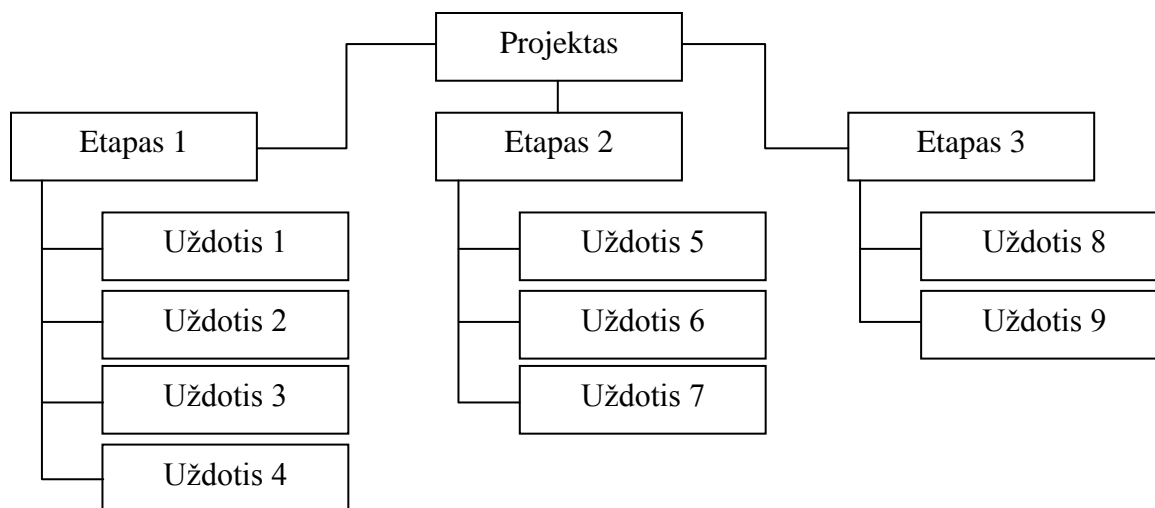 Projektas
Etapas 1
Etapas 2
Etapas 3
Uždotis 1
Uždotis 2
Uždotis 3
Uždotis 4
Uždotis 5
Uždotis 6
Uždotis 7
Uždotis 8
Uždotis 9